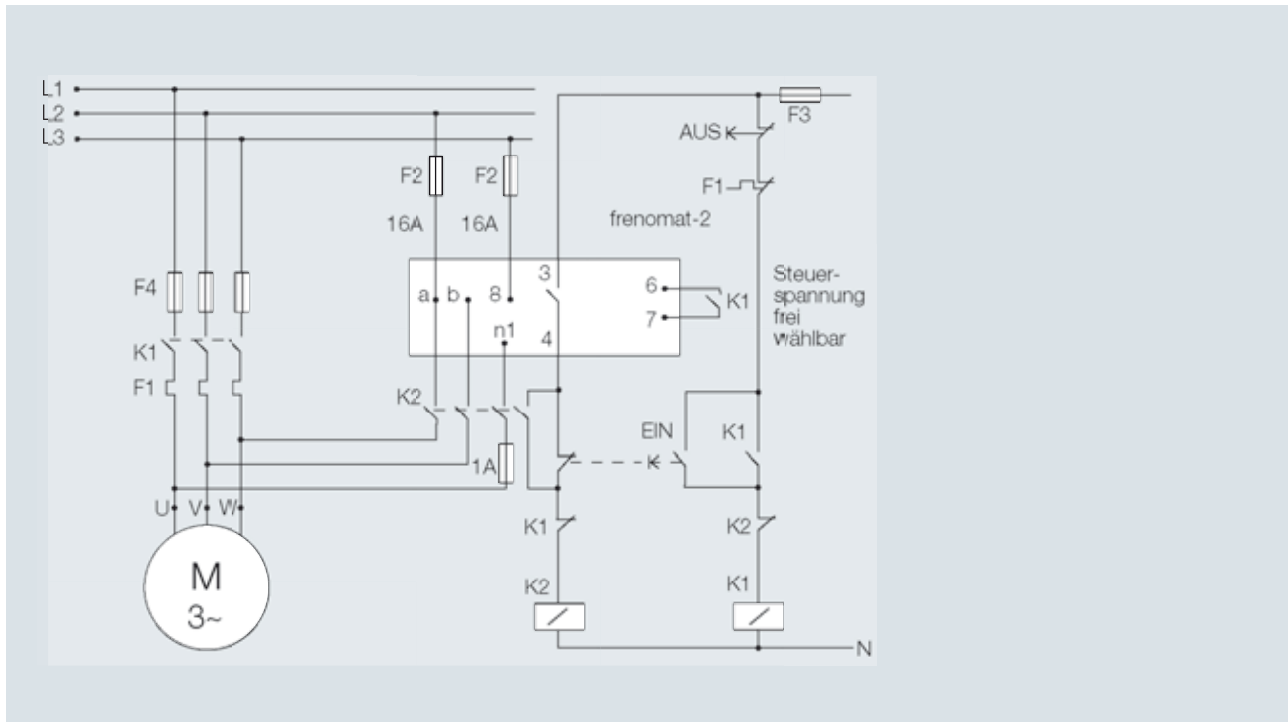 L1
L2
L3
F3
AUS
F2
F2
F1
16A
16A
frenomat-2
F4
3
a
b
8
6
K1
7
n1
4
Steuer-
spannung
frei
wählbar
K1
F1
K2
EIN
K1
1A
U
V
W
K1
K2
M
3~
K2
K1
N